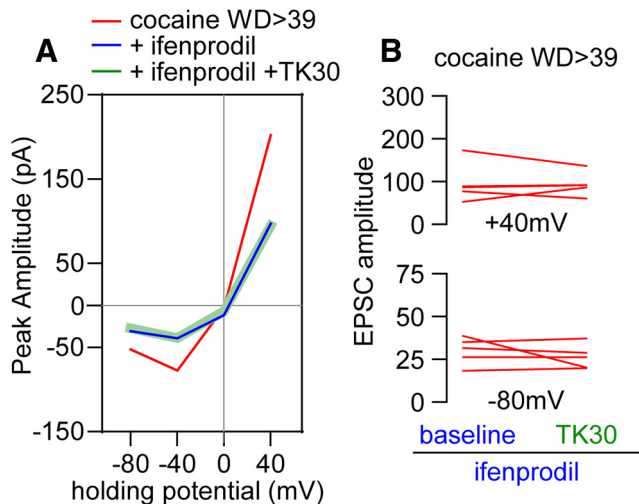 A
cocaine WD>39
+ ifenprodil
+ ifenprodil +TK30
Peak Amplitude (pA)
250
150
50
0
-50
-150
-80 -40 0 40
holding potential (mV)
B
cocaine WD>39
EPSC amplitude
300
200
100
0
+40mV
75
50
25
0
-80mV
baseline TK30
ifenprodil